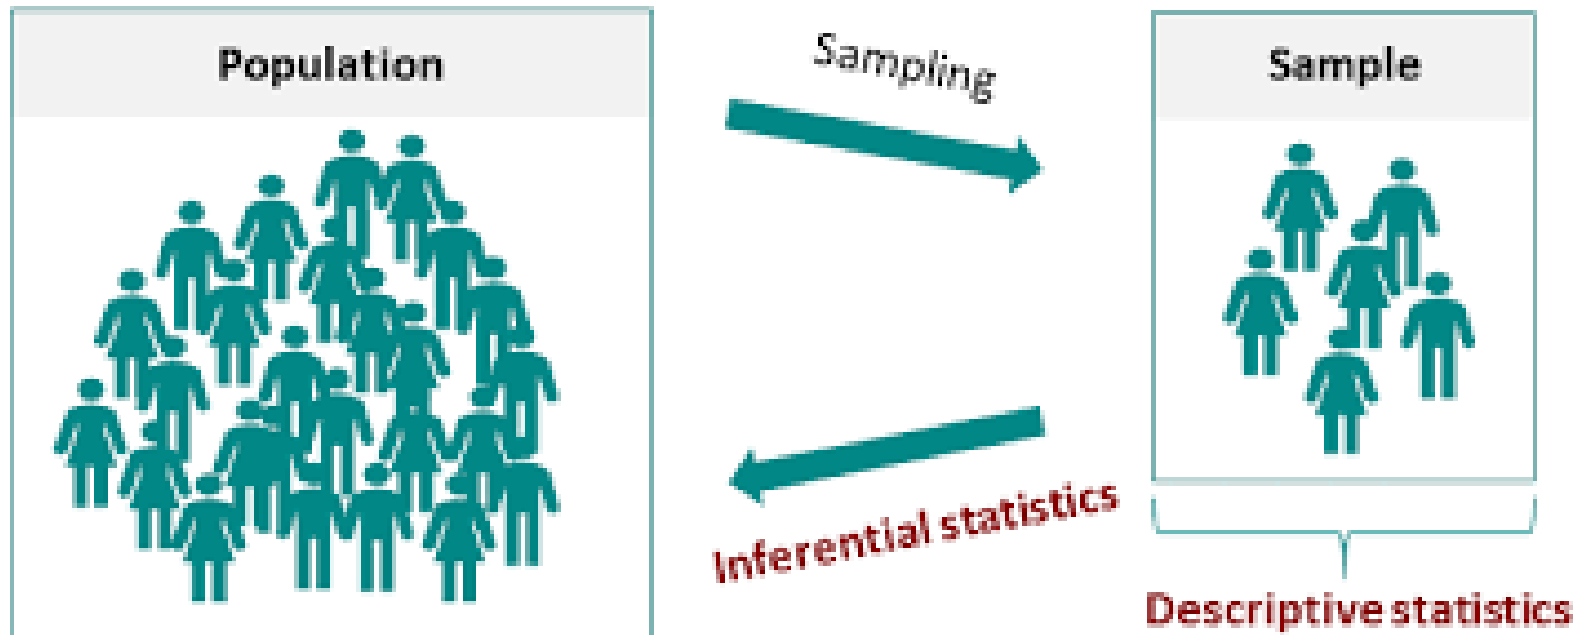 Population
Sampling
Sample
Inferential statistics
Descriptive statistics